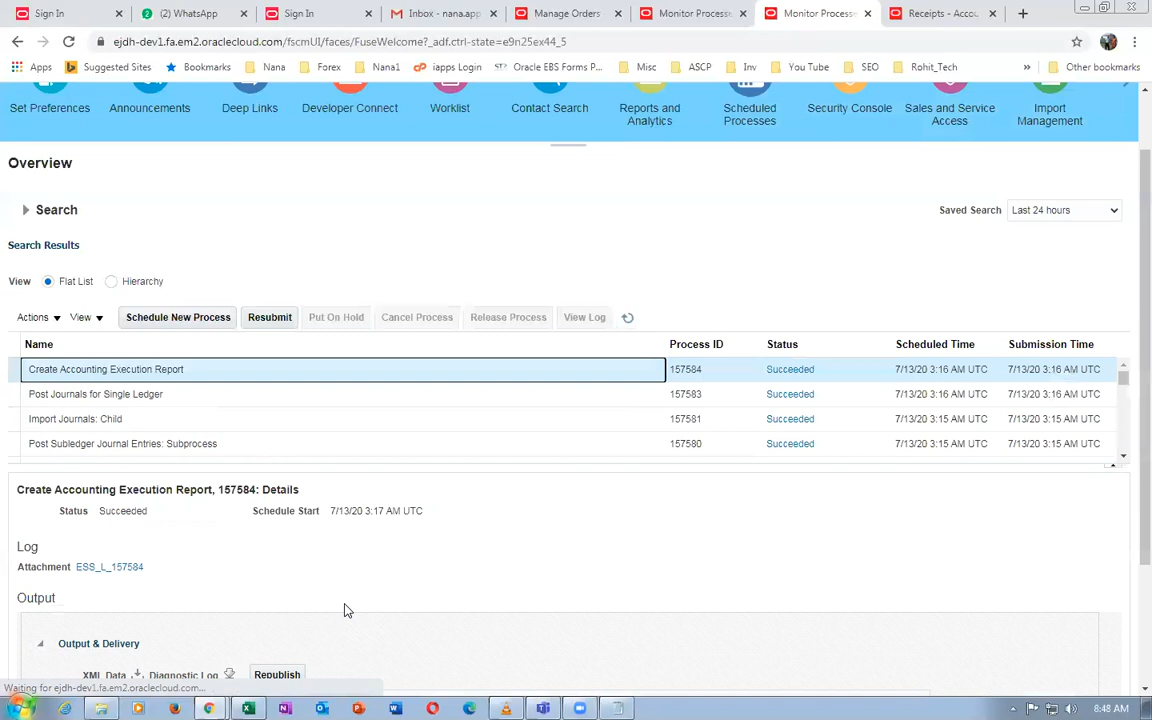 Sign In
(2) WhatsApp
Sign In
Inbox - nana.app
Manage Orders
Monitor Processe
Monitor Processe
Receipts - Accou
ejdh-dev1.fa.em2.oraclecloud.com/fscmUI/faces/FuseWelcome?_adf.ctrl-state=e9n25ex44_5
Apps
Suggested Sites
Bookmarks
Nana
Forex
Nana1
iapps Login
Oracle EBS Forms P...
Misc
ASCP
Inv
You Tube
SEO
Rohit_Tech
»
Other bookmarks
Set Preferences
Announcements
Deep Links
Developer Connect
Worklist
Contact Search
Reports and Analytics
Scheduled Processes
Security Console
Sales and Service Access
Import Management
Overview
Search
Saved Search Last 24 hours
Search Results
View Flat List Hierarchy
Actions View Schedule New Process Resubmit Put On Hold Cancel Process Release Process View Log
Name Process ID Status Scheduled Time Submission Time
Create Accounting Execution Report 157584 Succeeded 7/13/20 3:16 AM UTC 7/13/20 3:16 AM UTC
Post Journals for Single Ledger 157583 Succeeded 7/13/20 3:16 AM UTC 7/13/20 3:16 AM UTC
Import Journals: Child 157581 Succeeded 7/13/20 3:15 AM UTC 7/13/20 3:15 AM UTC
Post Subledger Journal Entries: Subprocess 157580 Succeeded 7/13/20 3:15 AM UTC 7/13/20 3:15 AM UTC
Create Accounting Execution Report, 157584: Details
Status Succeeded Schedule Start 7/13/20 3:17 AM UTC
Log
Attachment ESS_L_157584
Output
Output & Delivery
XML Data Diagnostic Log Republish
Waiting for ejdh-dev1.fa.em2.oraclecloud.com...
6:48 AM